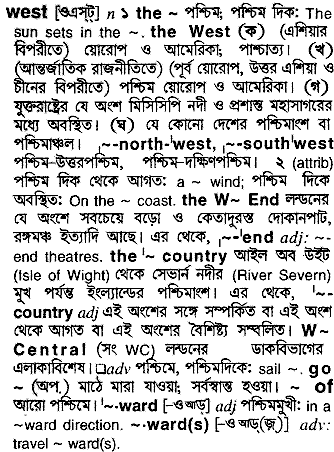 west [ওএসট্] n ১ the ~ পশ্চিম; পশ্চিম দিক: The
sun sets in the ~. the West (ক) (এশিয়ার
বিপরীতে) য়োরোপ ও আমেরিকা; পাশ্চাত্য। (খ)
(আন্তর্জাতিক রাজনীতিতে) (পূর্ব য়োরোপ, উত্তর এশিয়া ও
চীনের বিপরীতে) পশ্চিম য়োরোপ ও আমেরিকা। (গ)
যুক্তরাষ্ট্রের যে অংশ মিসিসিপি নদী ও প্রশান্ত মহাসাগরের
মধ্যে অবস্থিত। (ঘ) যে কোনো দেশের পশ্চিমাংশ বা
পশ্চিমাঞ্চল। ˌ~-north-ˈwest, ˌ~-southˈwest
পশ্চিম-উত্তরপশ্চিম, পশ্চিম-দক্ষিণপশ্চিম। ২ (attrib)
পশ্চিম দিক থেকে আগত: a ~ wind; পশ্চিম দিকে
অবস্থিত: On the ~ coast. the W~ End লন্ডনের
যে অংশে সবচেয়ে বড়ো ও কেতাদুরস্ত দোকানপাট,
রঙ্গমঞ্চ ইত্যাদি আছে। এর থেকে, ˌ~-ˈend adj: ~-
end theatres. the ˈ~ country আইল অব উইট
(Isle of Wight) থেকে সেভার্ন নদীর (River Severn)
মুখ পর্যন্ত ইংল্যান্ডের পশ্চিমাংশ। এর থেকে, ˈ~-
country adj এই অংশের সঙ্গে সম্পর্কিত বা এই অংশ
থেকে আগত বা এই অংশের বৈশিষ্ট্য সম্বলিত। W~
Central (সং WC) লন্ডনের ডাকবিভাগের
এলাকাবিশেষ। □adv পশ্চিমে, পশ্চিমদিকে: sail ~. go
~ (অপ.) মাঠে মারা যাওয়া; সর্বস্বান্ত হওয়া। ~ of
আরো পশ্চিমে। ˈ~-ward [-ওআড্] adj পশ্চিমমুখী: in a
~ward direction. ~-ward(s) [-ওআড্(জ্)] adv:
travel ~ ward(s).